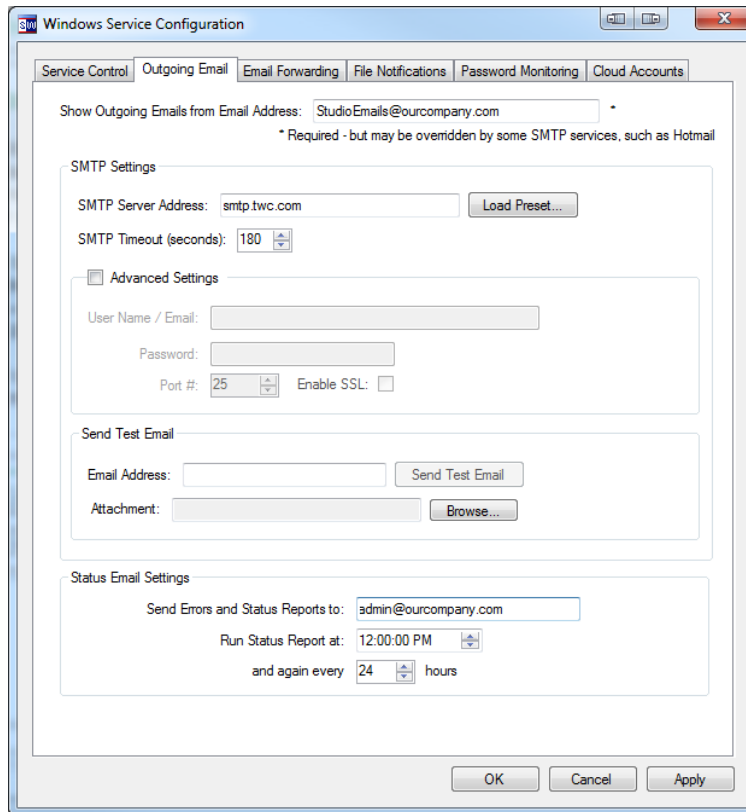 SW Windows Service Configuration
Service Control Outgoing Email Email Forwarding File Notifications Password Monitoring Cloud Accounts
Show Outgoing Emails from Email Address: StudioEmails@ourcompany.com *
* Required - but may be overridden by some SMTP services, such as Hotmail
SMTP Settings
SMTP Server Address: smtp.twc.com Load Preset...
SMTP Timeout (seconds): 180
Advanced Settings
User Name / Email:
Password:
Port #: 25 Enable SSL:
Send Test Email
Email Address: Send Test Email
Attachment: Browse...
Status Email Settings
Send Errors and Status Reports to: admin@ourcompany.com
Run Status Report at: 12:00:00 PM
and again every 24 hours
OK Cancel Apply